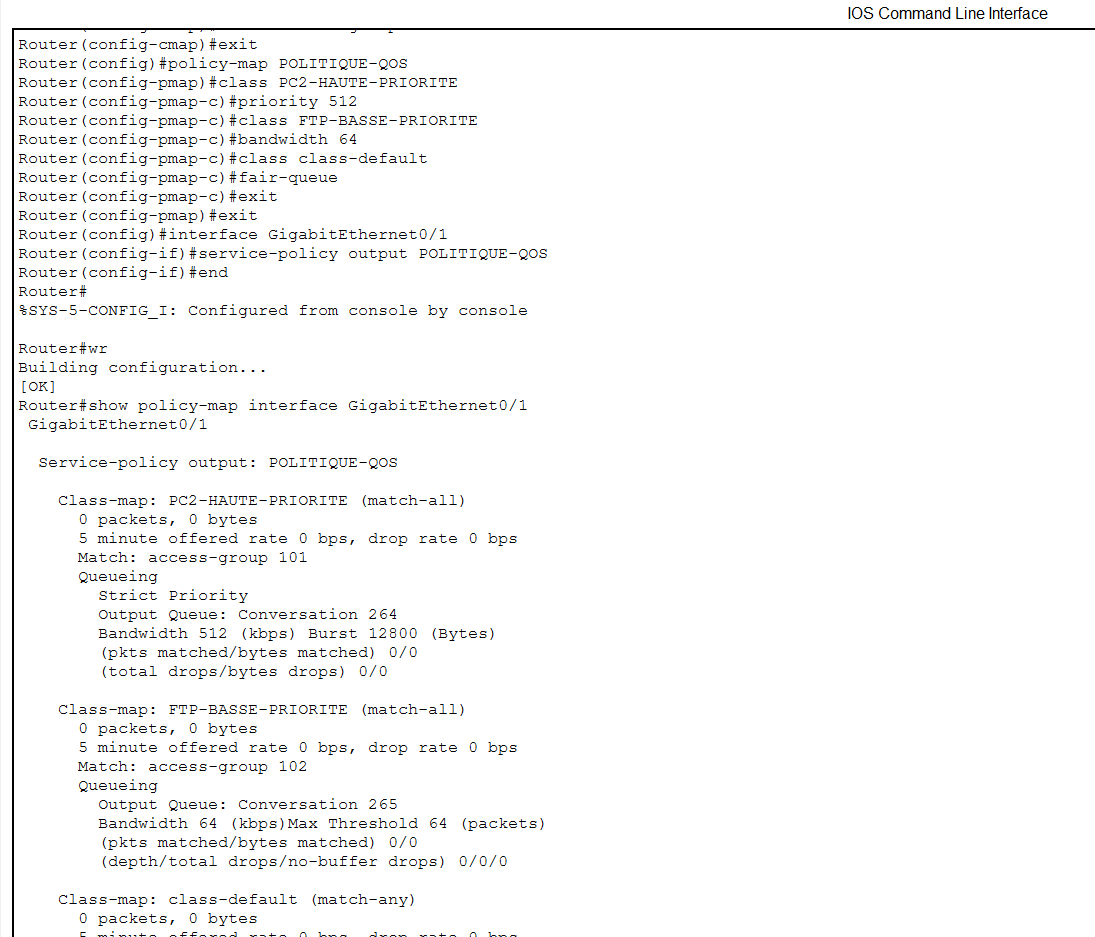 IOS Command Line Interface
Router(config-cmap)#exit
Router(config)#policy-map POLITIQUE-QOS
Router(config-pmap)#class PC2-HAUTE-PRIORITE
Router(config-pmap-c)#priority 512
Router(config-pmap-c)#class FTP-BASSE-PRIORITE
Router(config-pmap-c)#bandwidth 64
Router(config-pmap-c)#class class-default
Router(config-pmap-c)#fair-queue
Router(config-pmap-c)#exit
Router(config-pmap)#exit
Router(config)#interface GigabitEthernet0/1
Router(config-if)#service-policy output POLITIQUE-QOS
Router(config-if)#end
Router#
%SYS-5-CONFIG_I: Configured from console by console
Router#wr
Building configuration...
[OK]
Router#show policy-map interface GigabitEthernet0/1
GigabitEthernet0/1
Service-policy output: POLITIQUE-QOS
Class-map: PC2-HAUTE-PRIORITE (match-all)
0 packets, 0 bytes
5 minute offered rate 0 bps, drop rate 0 bps
Match: access-group 101
Queueing
Strict Priority
Output Queue: Conversation 264
Bandwidth 512 (kbps) Burst 12800 (Bytes)
(pkts matched/bytes matched) 0/0
(total drops/bytes drops) 0/0
Class-map: FTP-BASSE-PRIORITE (match-all)
0 packets, 0 bytes
5 minute offered rate 0 bps, drop rate 0 bps
Match: access-group 102
Queueing
Output Queue: Conversation 265
Bandwidth 64 (kbps)Max Threshold 64 (packets)
(pkts matched/bytes matched) 0/0
(depth/total drops/no-buffer drops) 0/0/0
Class-map: class-default (match-any)
0 packets, 0 bytes
5 minute offered rate 0 bps, drop rate 0 bps